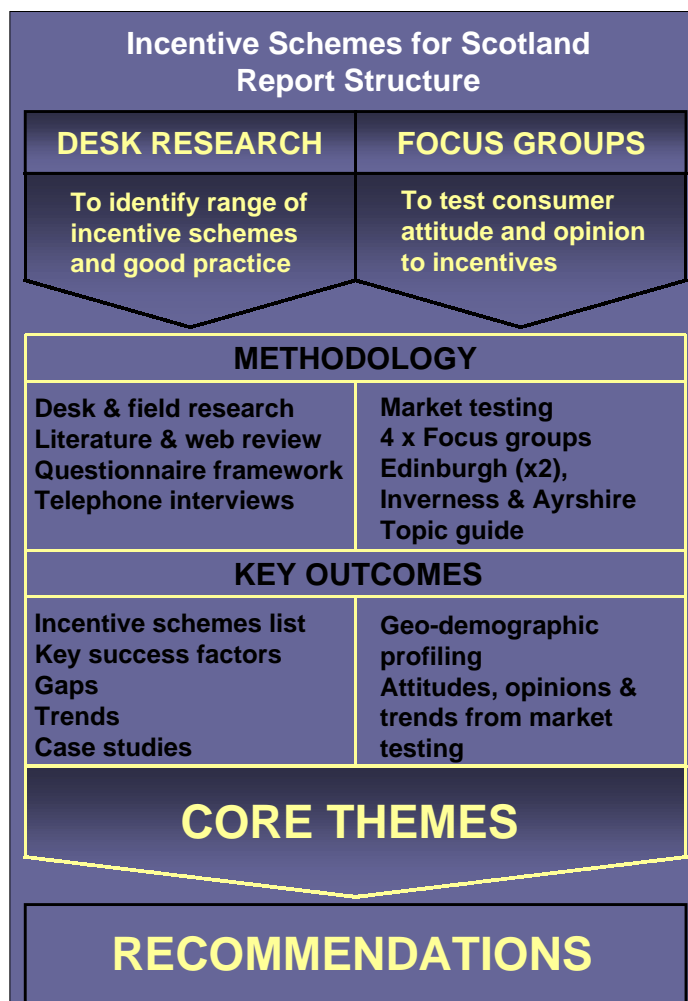 Incentive Schemes for Scotland
Report Structure
DESK RESEARCH
To identify range of
incentive schemes
and good practice
FOCUS GROUPS
To test consumer
attitude and opinion
to incentives
METHODOLOGY
Desk & field research
Literature & web review
Questionnaire framework
Telephone interviews
Market testing
4 x Focus groups
Edinburgh (x2),
Inverness & Ayrshire
Topic guide
KEY OUTCOMES
Incentive schemes list
Key success factors
Gaps
Trends
Case studies
Geo-demographic
profiling
Attitudes, opinions &
trends from market
testing
CORE THEMES
RECOMMENDATIONS